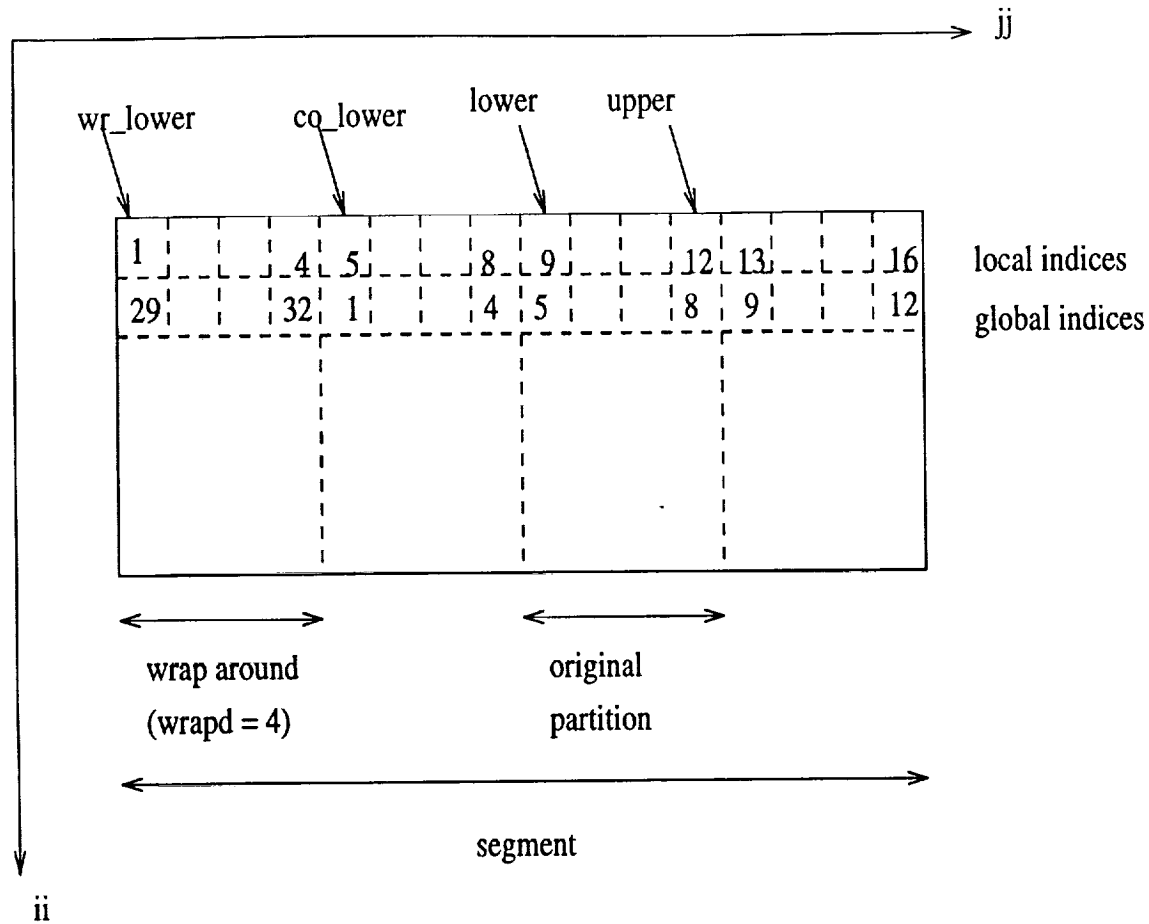 jj
wr_lower co_lower lower upper
1 4 5 8 9 12 13 16 local indices
29 32 1 4 5 8 9 12 global indices
wrap around original
(wrapd = 4) partition
segment
ii